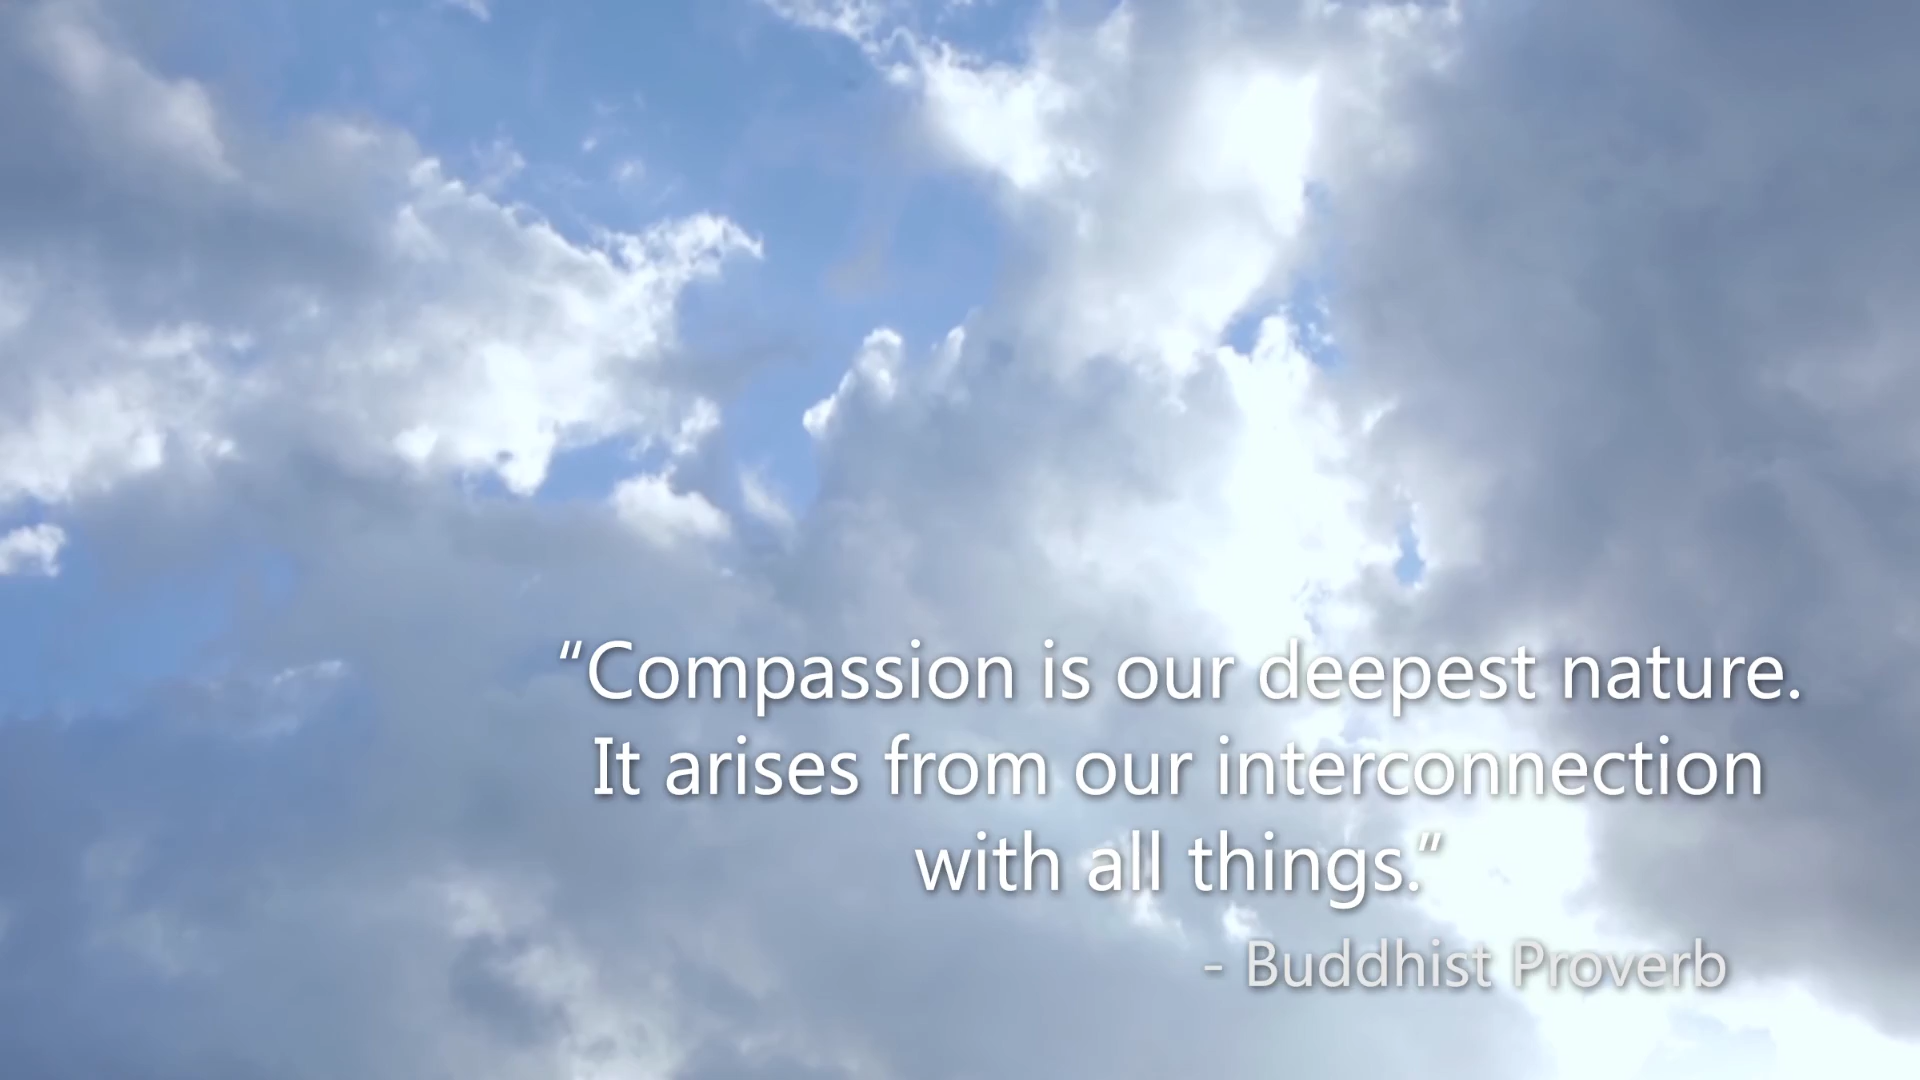 “Compassion is our deepest nature.
It arises from our interconnection
with all things.”
- Buddhist Proverb